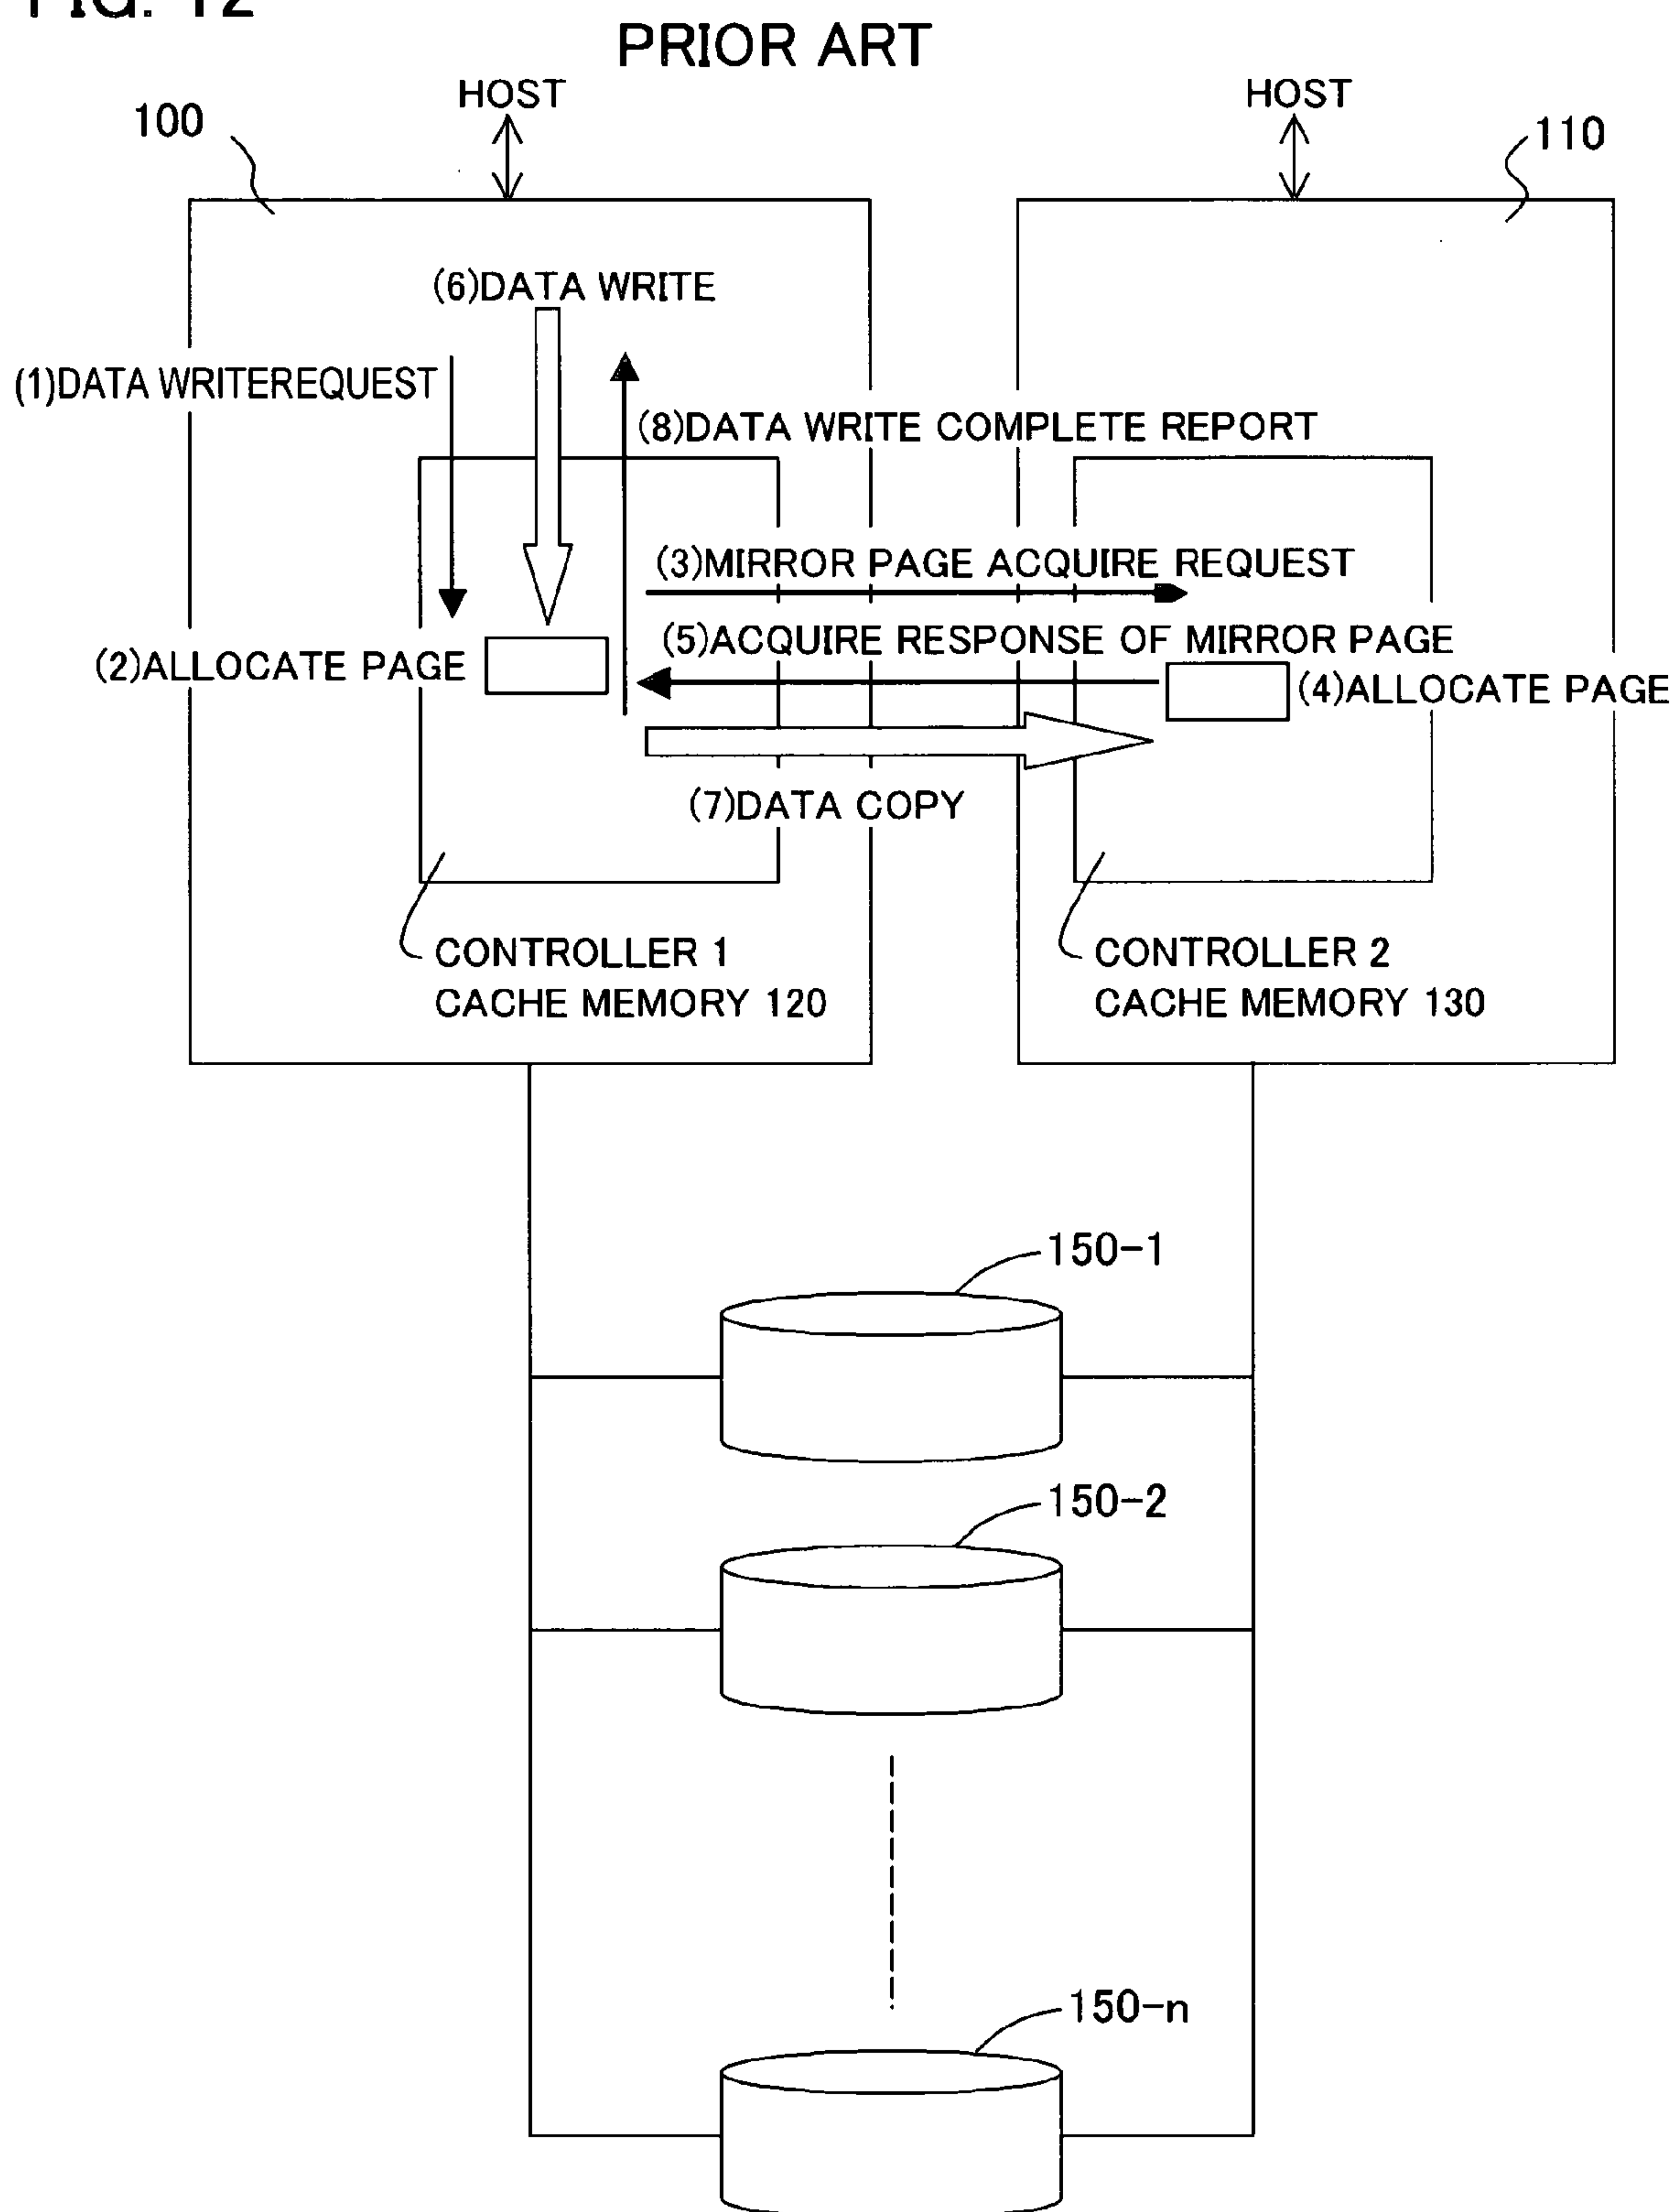 FIG. 12
PRIOR ART
HOST
HOST
100
110
(6)DATA WRITE
(1)DATA WRITEREQUEST
(8)DATA WRITE COMPLETE REPORT
(3)MIRROR PAGE ACQUIRE REQUEST
(5)ACQUIRE RESPONSE OF MIRROR PAGE
(2)ALLOCATE PAGE
(4)ALLOCATE PAGE
(7)DATA COPY
CONTROLLER 1
CACHE MEMORY 120
CONTROLLER 2
CACHE MEMORY 130
150-1
150-2
150-n